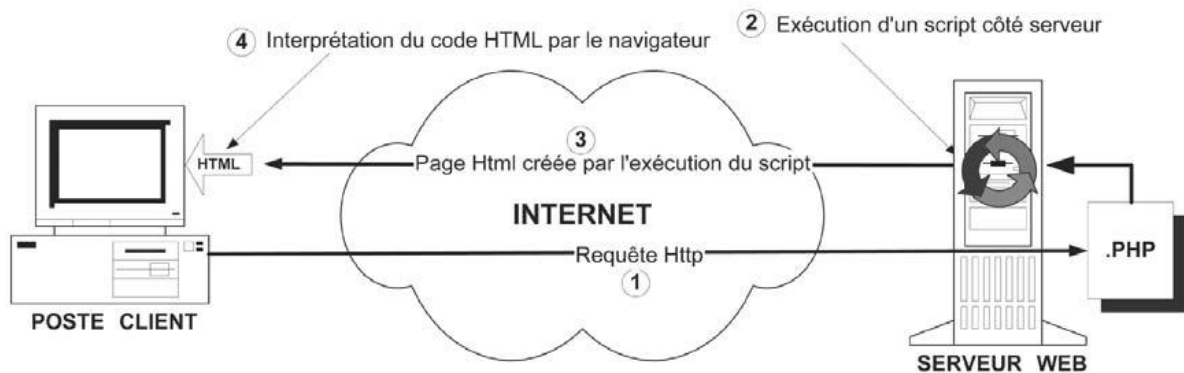 4 Interprétation du code HTML par le navigateur
2 Exécution d'un script côté serveur
3
HTML
Page Html créée par l'exécution du script
INTERNET
Requête Http
1
.PHP
POSTE CLIENT
SERVEUR WEB